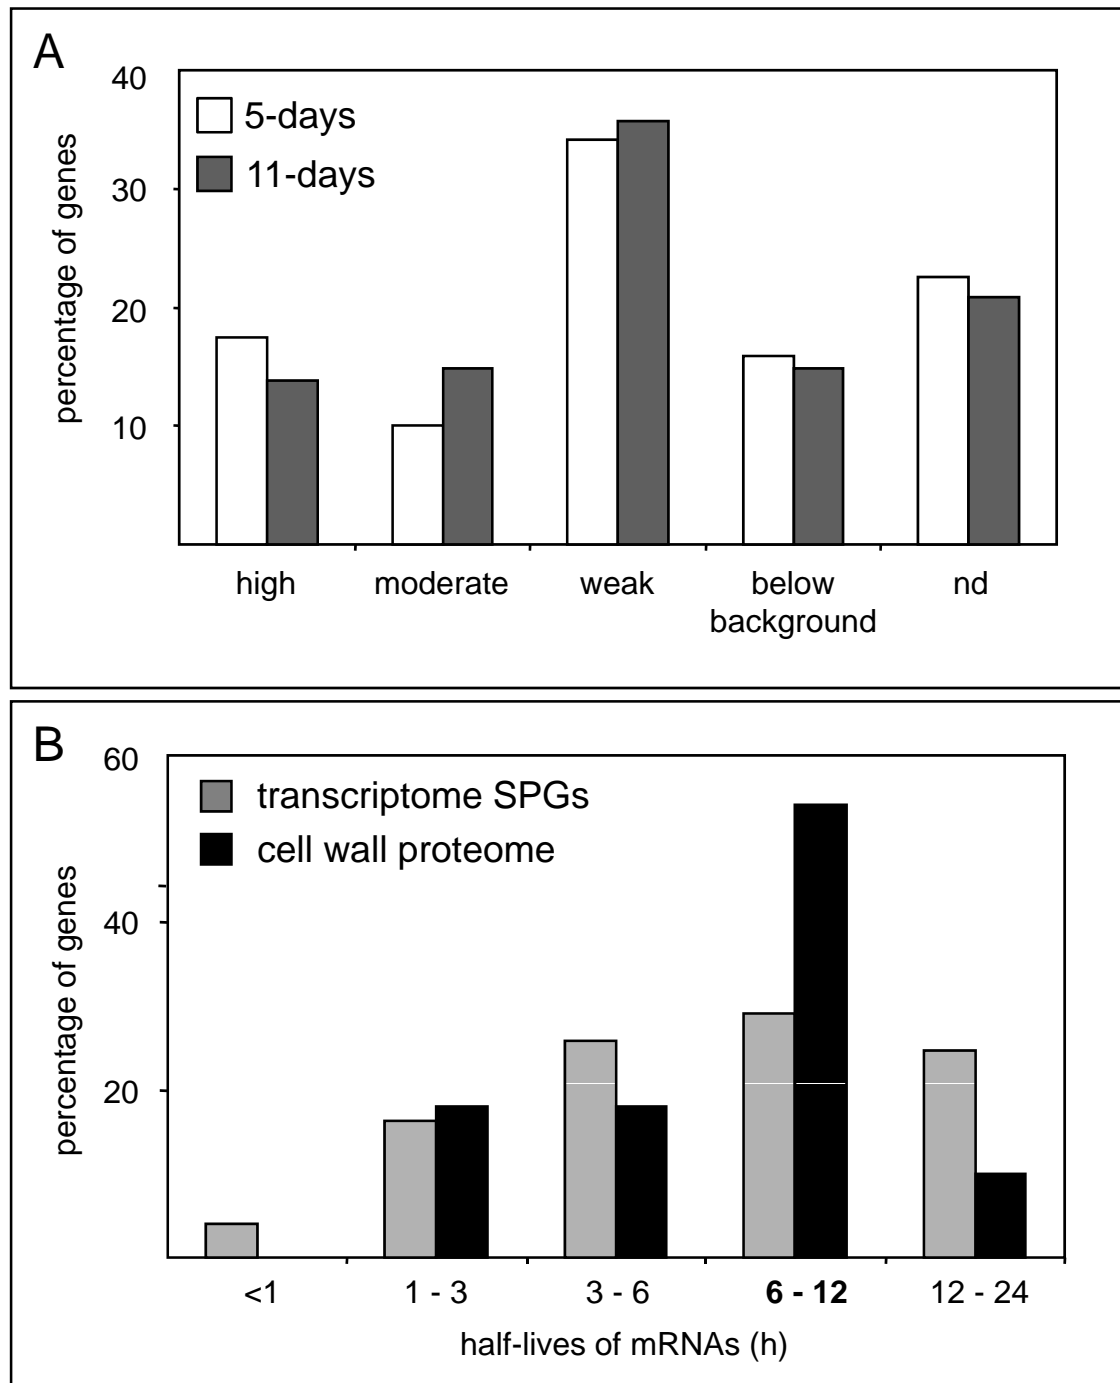 A
percentage of genes
40
30
20
10
5-days
11-days
high moderate weak below background nd
B
percentage of genes
60
40
20
transcriptome SPGs
cell wall proteome
<1 1 - 3 3 - 6 6 - 12 12 - 24
half-lives of mRNAs (h)